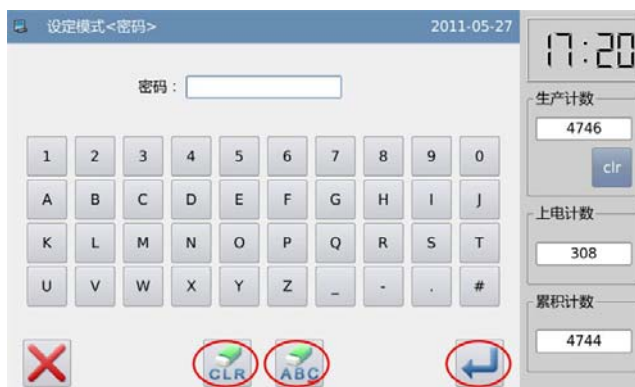 设定模式<密码>
2011-05-27
17:20
密码：
生产计数
4746
clr
1 2 3 4 5 6 7 8 9 0
A B C D E F G H I J
上电计数
K L M N O P Q R S T
308
U V W X Y Z _ - . #
累积计数
4744
CLR ABC